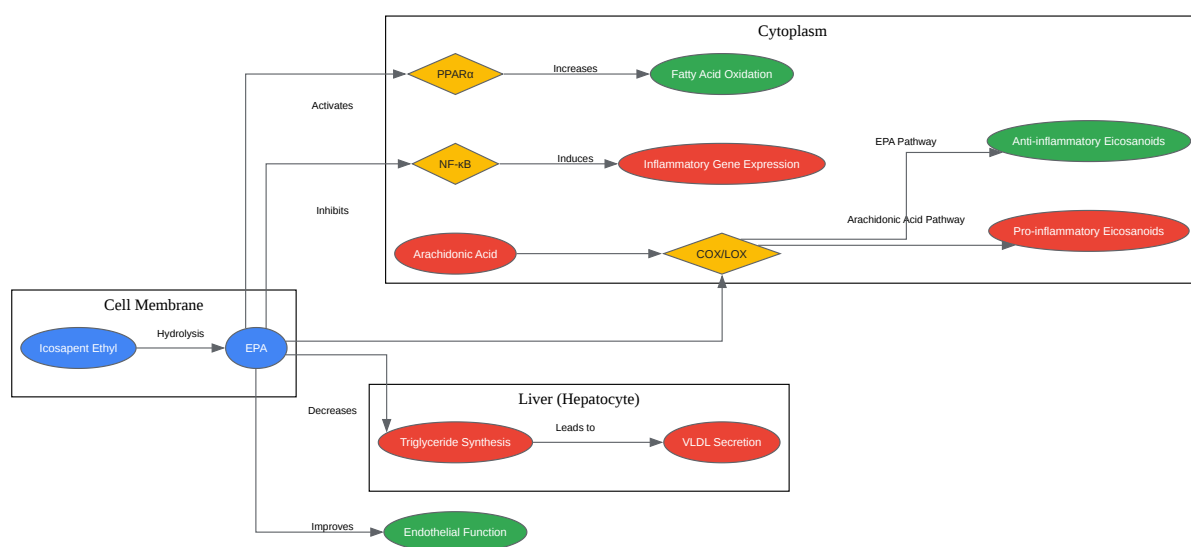 Cytoplasm
PPARα
Increases
Fatty Acid Oxidation
Activates
EPA Pathway
Anti-inflammatory Eicosanoids
NF-κB
Induces
Inflammatory Gene Expression
Inhibits
Arachidonic Acid Pathway
Pro-inflammatory Eicosanoids
Arachidonic Acid
COX/LOX
Cell Membrane
Icosapent Ethyl
Hydrolysis
EPA
Decreases
Liver (Hepatocyte)
Triglyceride Synthesis
Leads to
VLDL Secretion
Improves
Endothelial Function